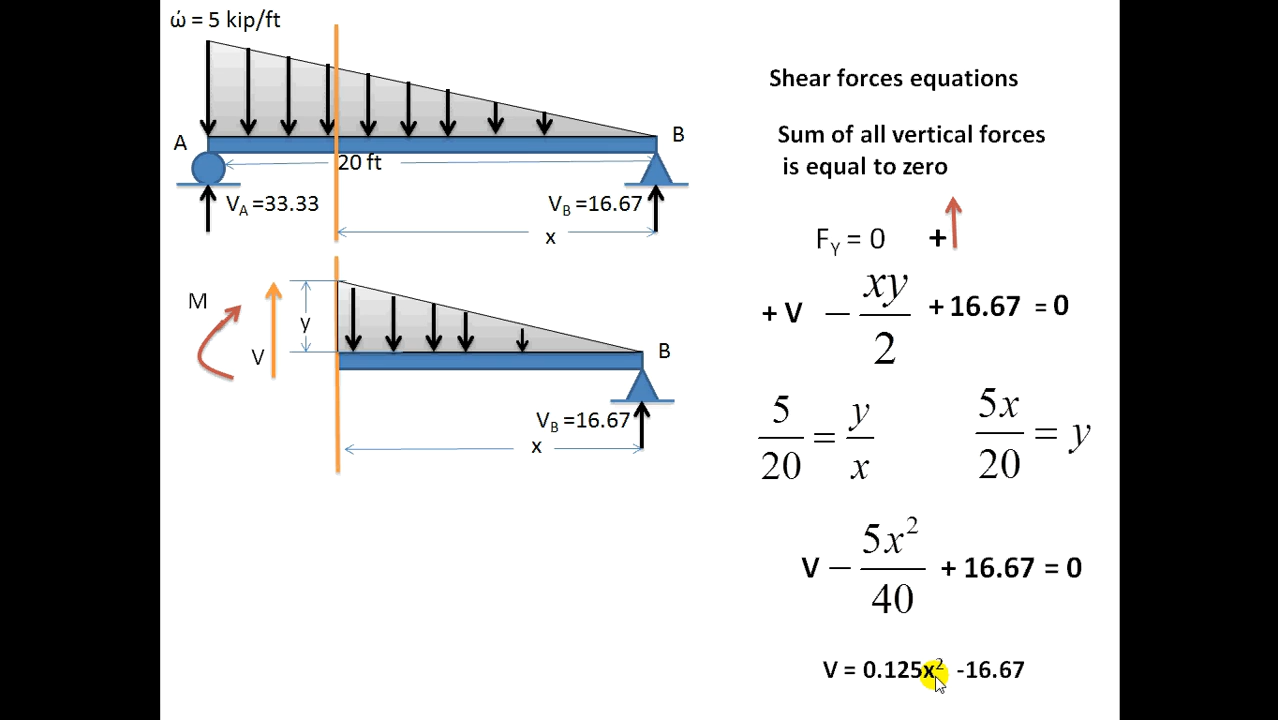 ώ = 5 kip/ft
A
B
20 ft
V_A =33.33
V_B =16.67
x
M
V
y
B
V_B =16.67
x
Shear forces equations
Sum of all vertical forces
is equal to zero
F_Y = 0 +
+ V − xy/2 + 16.67 = 0
5/20 = y/x 5x/20 = y
V − 5x²/40 + 16.67 = 0
V = 0.125x² -16.67